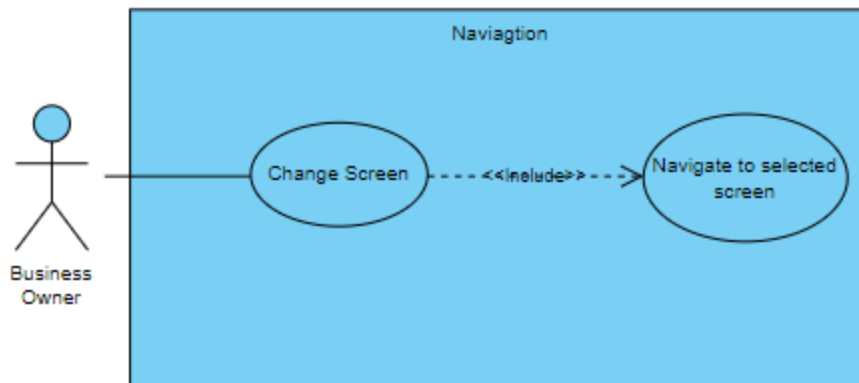 Naviagtion
Change Screen
<<Include>>
Navigate to selected
screen
Business
Owner